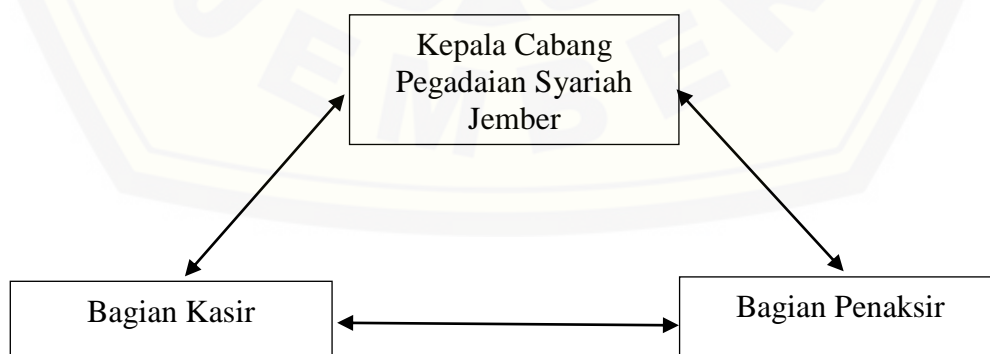 Kepala Cabang
Pegadaian Syariah
Jember
Bagian Kasir
Bagian Penaksir